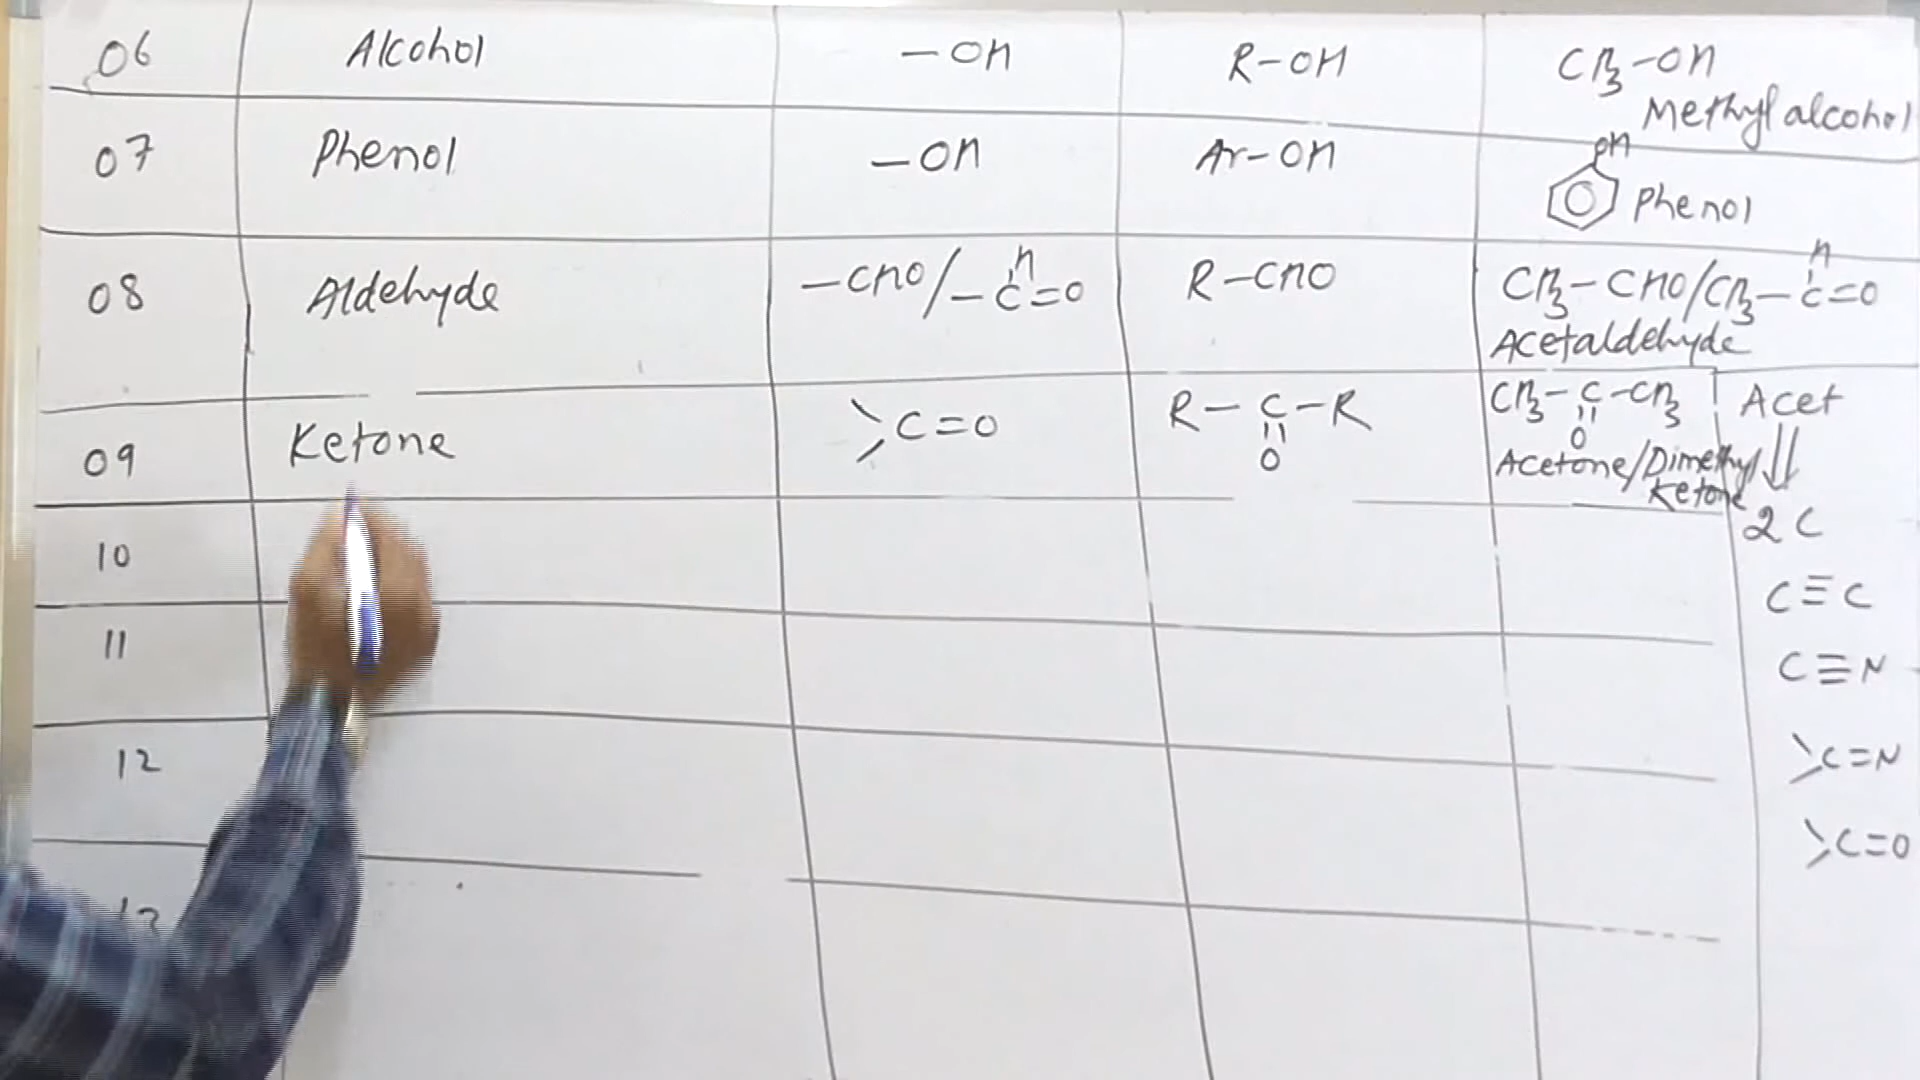 06 Alcohol —OH R-OH CH3-OH
Methyl alcohol
07 Phenol —OH Ar-OH OH
Phenol
08 Aldehyde —CHO/—C=O R-CHO CH3-CHO/CH3-C=O
H H
Acetaldehyde
09 Ketone >C=O R-C-R CH3-C-CH3 Acet
O O
Acetone/Dimethyl
Ketone
⇓
2C
10 C≡C
11 C≡N
12 >C=N
>C=O